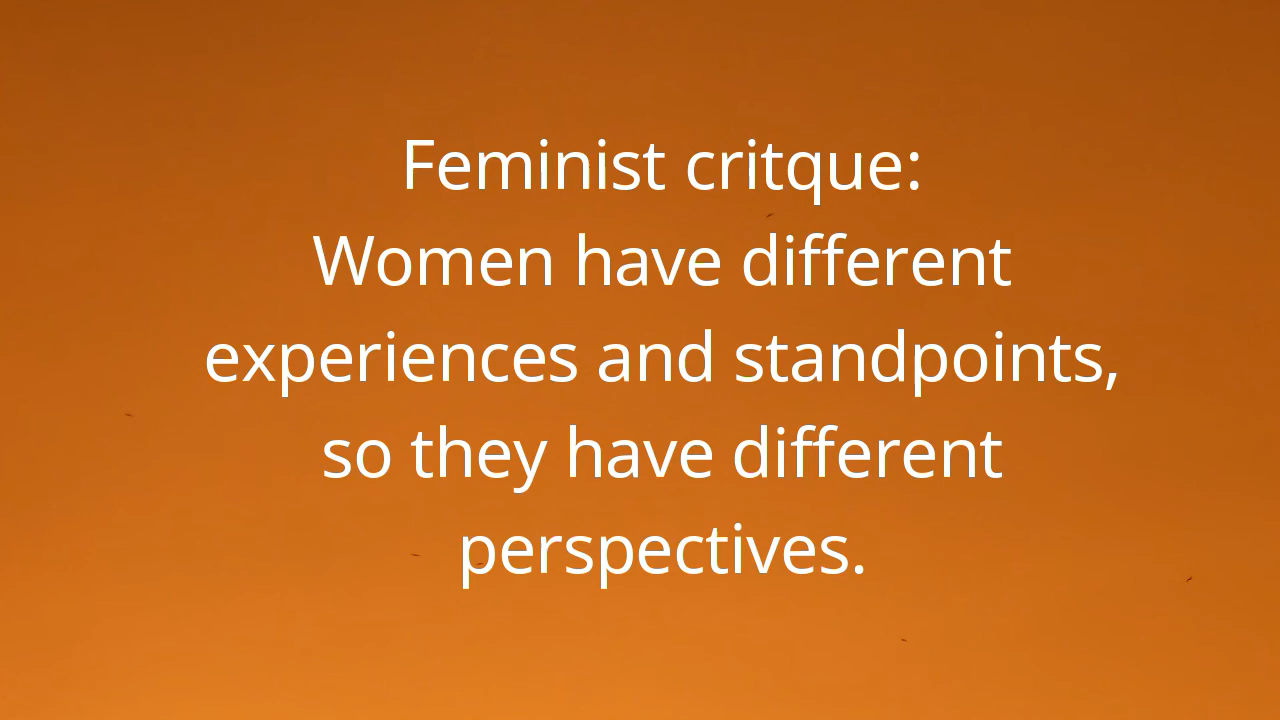 Feminist critque:
Women have different
experiences and standpoints,
so they have different
perspectives.